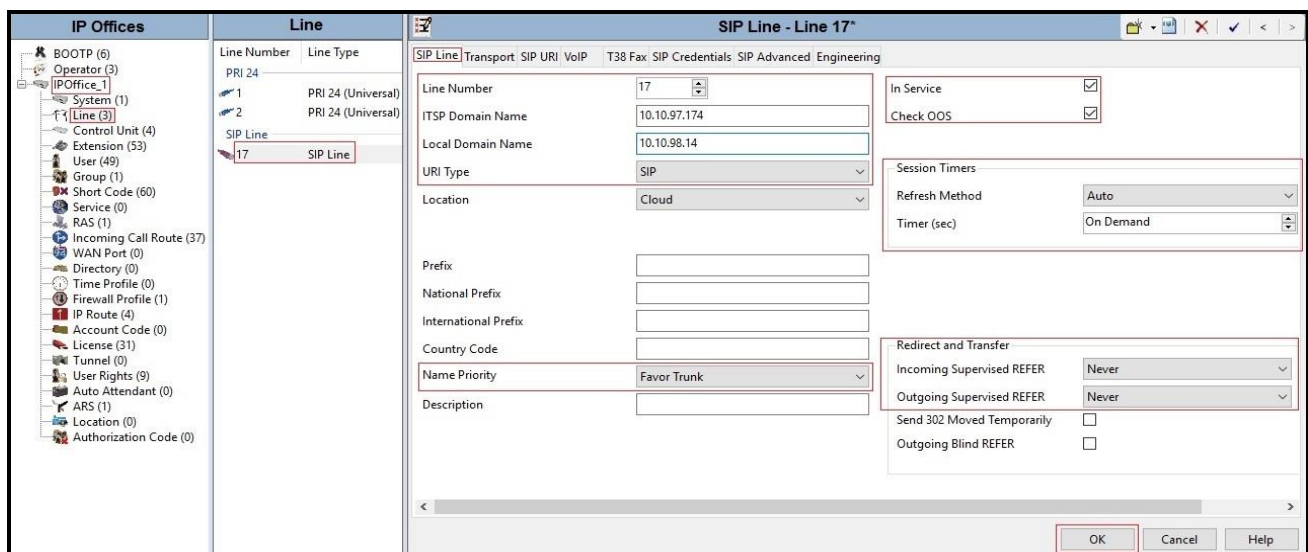 IP Offices
BOOTP (6)
Operator (3)
IPOffice_1
System (1)
Line (3)
Control Unit (4)
Extension (53)
User (49)
Group (1)
Short Code (60)
Service (0)
RAS (1)
Incoming Call Route (37)
WAN Port (0)
Directory (0)
Time Profile (0)
Firewall Profile (1)
IP Route (4)
Account Code (0)
License (31)
Tunnel (0)
User Rights (9)
Auto Attendant (0)
ARS (1)
Location (0)
Authorization Code (0)
Line
Line Number Line Type
PRI 24
1 PRI 24 (Universal)
2 PRI 24 (Universal)
SIP Line
17 SIP Line
SIP Line - Line 17*
SIP Line Transport SIP URI VoIP T38 Fax SIP Credentials SIP Advanced Engineering
Line Number 17
ITSP Domain Name 10.10.97.174
Local Domain Name 10.10.98.14
URI Type SIP
Location Cloud
Prefix
National Prefix
International Prefix
Country Code
Name Priority Favor Trunk
Description
In Service
Check OOS
Session Timers
Refresh Method Auto
Timer (sec) On Demand
Redirect and Transfer
Incoming Supervised REFER Never
Outgoing Supervised REFER Never
Send 302 Moved Temporarily
Outgoing Blind REFER
OK Cancel Help